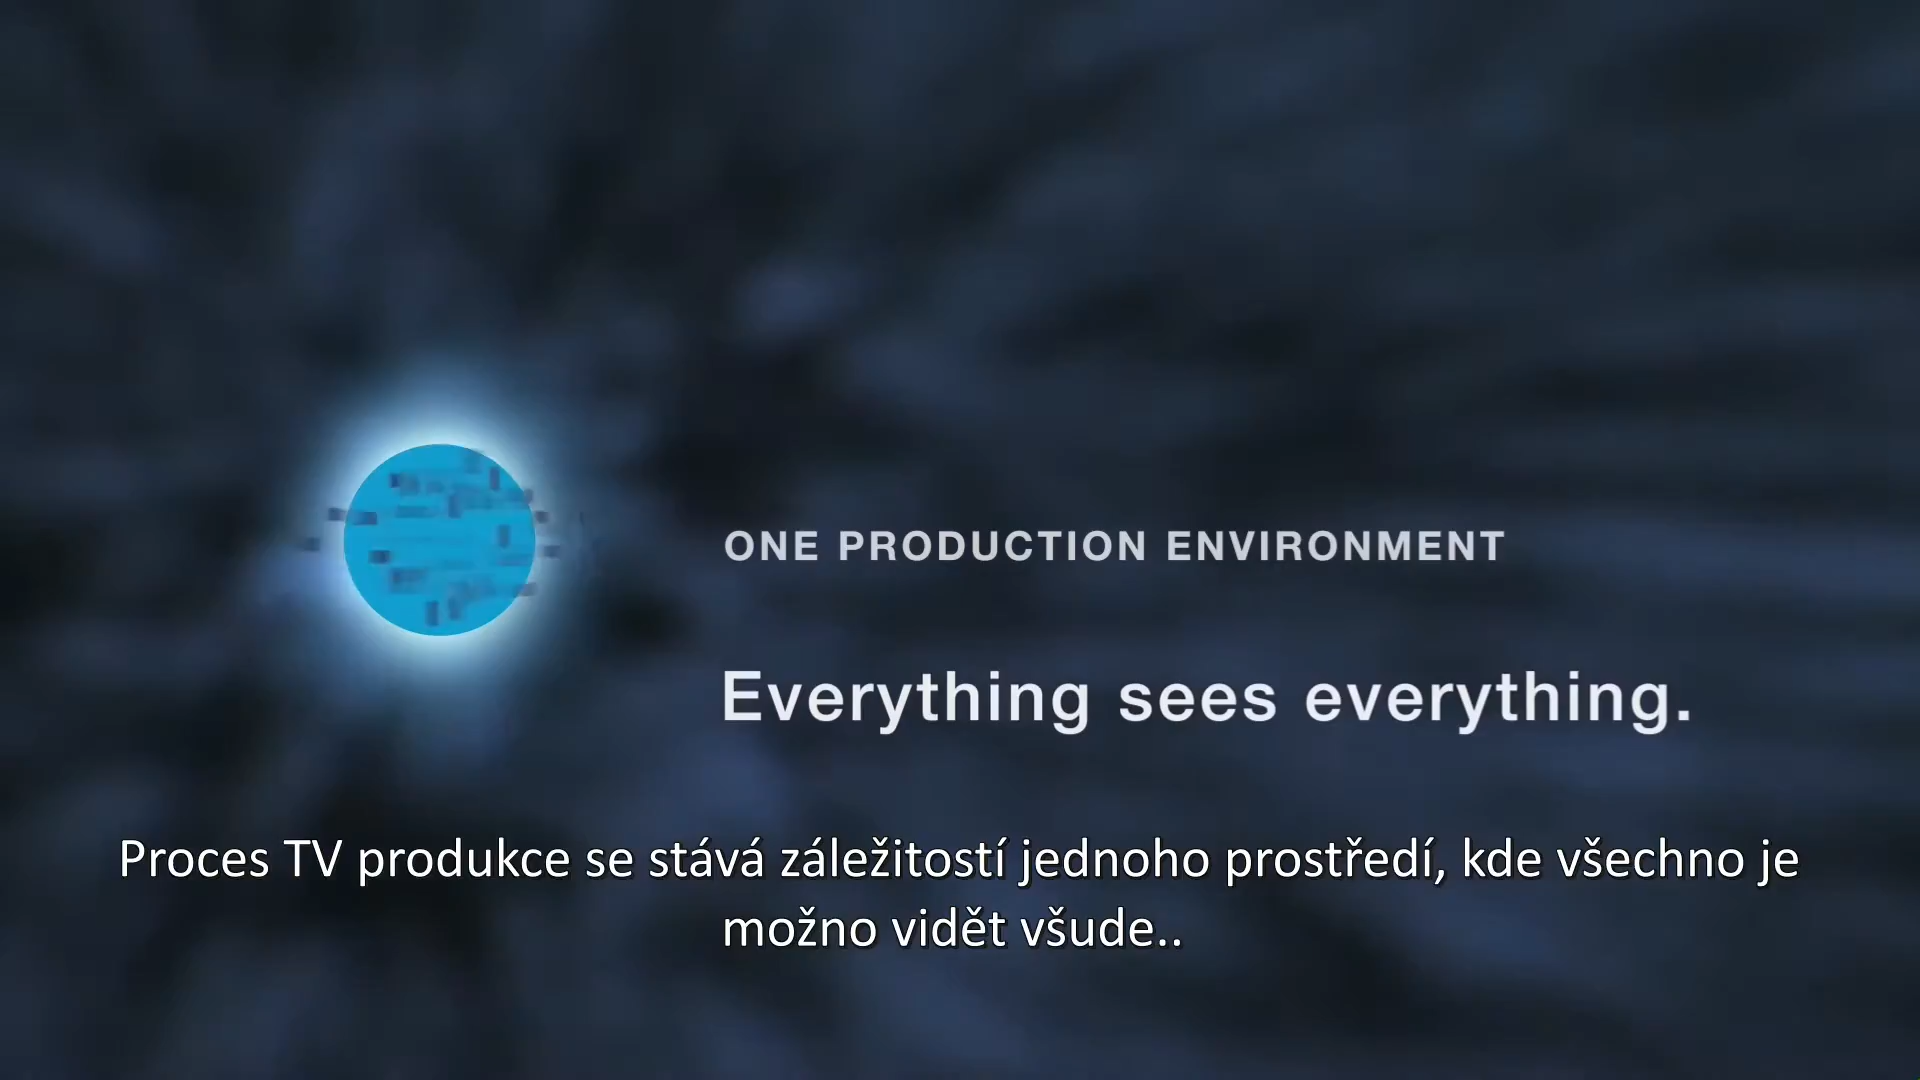 ONE PRODUCTION ENVIRONMENT
Everything sees everything.
Proces TV produkce se stává záležitostí jednoho prostředí, kde všechno je
možno vidět všude..